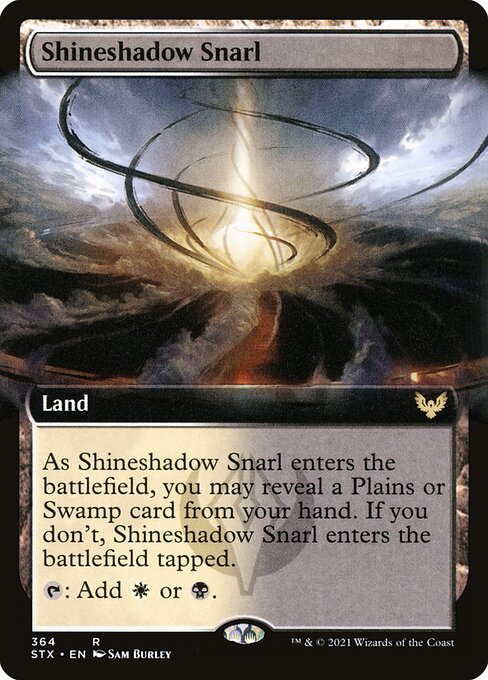 Shineshadow Snarl
Land
As Shineshadow Snarl enters the
battlefield, you may reveal a Plains or
Swamp card from your hand. If you
don't, Shineshadow Snarl enters the
battlefield tapped.
: Add or .
364 R
STX • EN Sam Burley
™ & © 2021 Wizards of the Coast